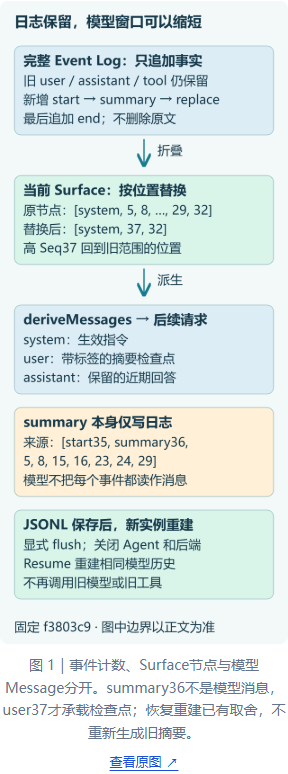 日志保留，模型窗口可以缩短
完整 Event Log：只追加事实
旧 user / assistant / tool 仍保留
新增 start → summary → replace
最后追加 end；不删除原文
折叠
当前 Surface：按位置替换
原节点：[system, 5, 8, ..., 29, 32]
替换后：[system, 37, 32]
高 Seq37 回到旧范围的位置
派生
deriveMessages → 后续请求
system：生效指令
user：带标签的摘要检查点
assistant：保留的近期回答
summary 本身仅写日志
来源：[start35, summary36,
5, 8, 15, 16, 23, 24, 29]
模型不把每个事件都读作消息
JSONL 保存后，新实例重建
显式 flush；关闭 Agent 和后端
Resume 重建相同模型历史
不再调用旧模型或旧工具
固定 f3803c9 · 图中边界以正文为准
图 1｜事件计数、Surface节点与模型
Message分开。summary36不是模型消息，
user37才承载检查点；恢复重建已有取舍，不
重新生成旧摘要。
查看原图 ↗